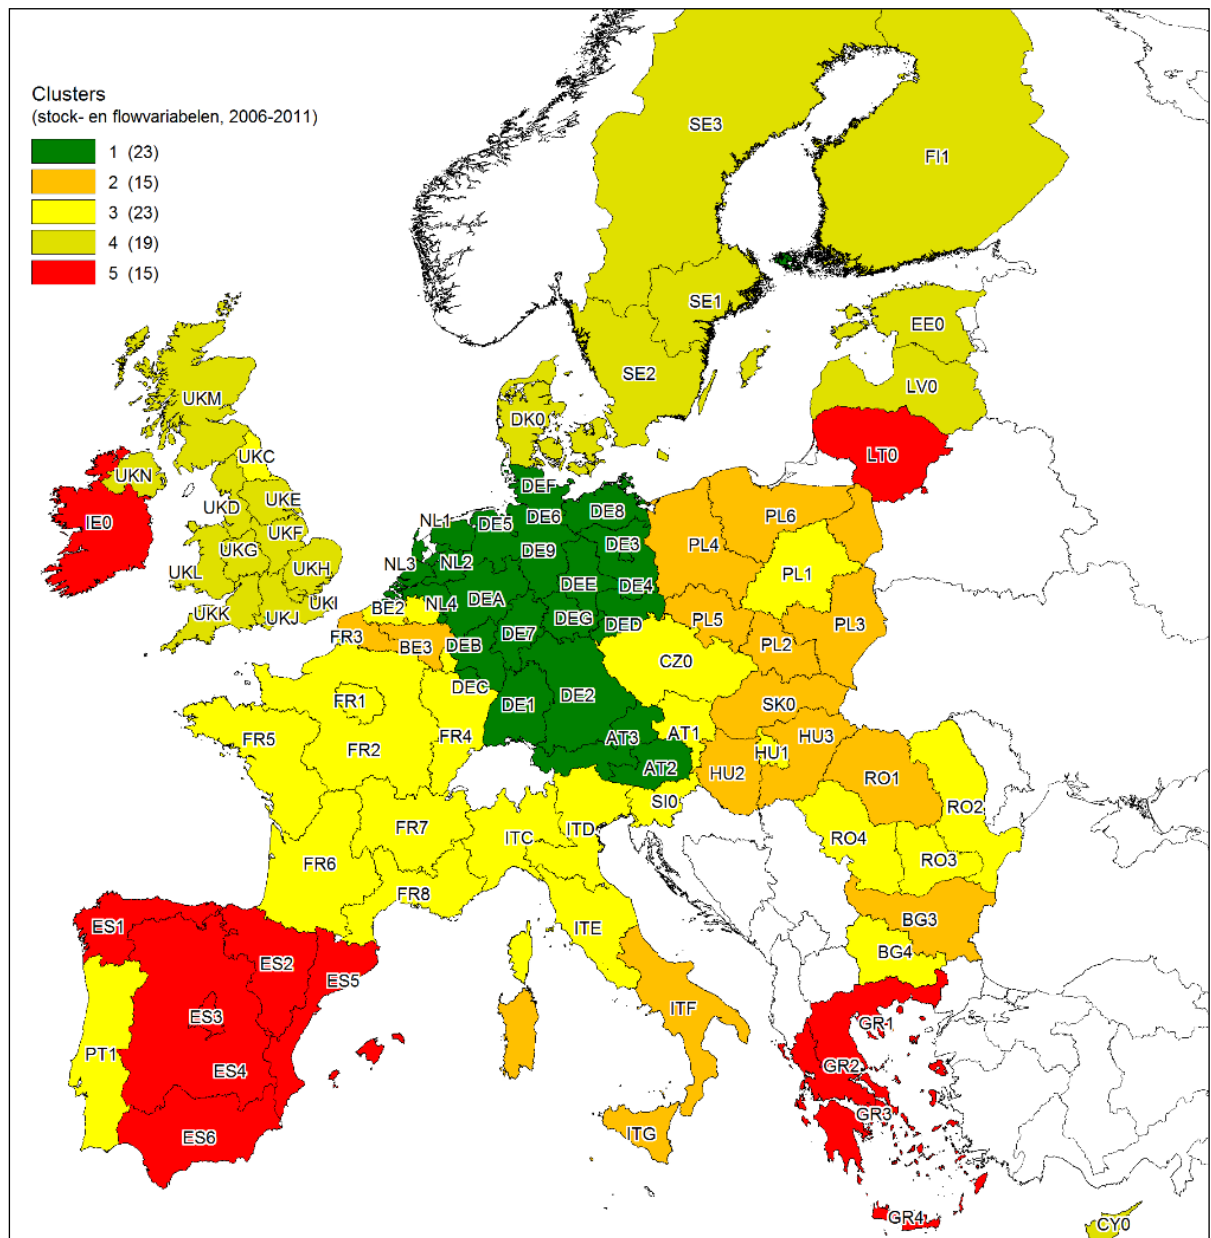 Clusters
(stock- en flowvariabelen, 2006-2011)
1 (23)
2 (15)
3 (23)
4 (19)
5 (15)
SE3
FI1
SE1
EE0
SE2
LV0
UKM
DK0
LT0
UKC
UKN
DEF
UKE
UKD
NL1
DE5
DE6
DE8
PL6
IE0
UKF
DE3
PL4
UKG
NL3
NL2
DE9
UKL
UKH
PL1
DEE
DE4
UKI
BE2
NL4
DEA
UKK
UKJ
DEG
DED
PL5
PL3
FR3
BE3
DEB
DE7
PL2
CZ0
DEC
FR1
DE1
DE2
SK0
FR5
FR2
FR4
AT3
AT1
HU3
HU1
AT2
HU2
RO1
SI0
RO2
FR7
ITC
ITD
RO4
FR6
RO3
FR8
ES1
ITE
BG3
ES2
BG4
ES5
ES3
ITF
GR1
PT1
ES4
GR2
GR3
ES6
ITG
GR4
CY0